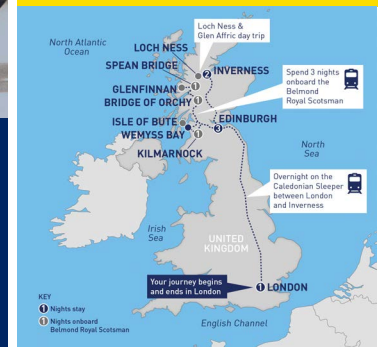 Loch Ness &
Glen Affric day trip
North Atlantic
Ocean
LOCH NESS
SPEAN BRIDGE
2 INVERNESS
GLENFINNAN
1
BRIDGE OF ORCHY
1
Spend 3 nights
onboard the
Belmond
Royal Scotsman
ISLE OF BUTE
EDINBURGH
3
WEMYSS BAY
1
KILMARNOCK
North
Sea
Overnight on the
Caledonian Sleeper
between London
and Inverness
Irish
Sea
UNITED
KINGDOM
Your journey begins
and ends in London
1 LONDON
KEY
1 Nights stay
1 Nights onboard
Belmond Royal Scotsman
English Channel